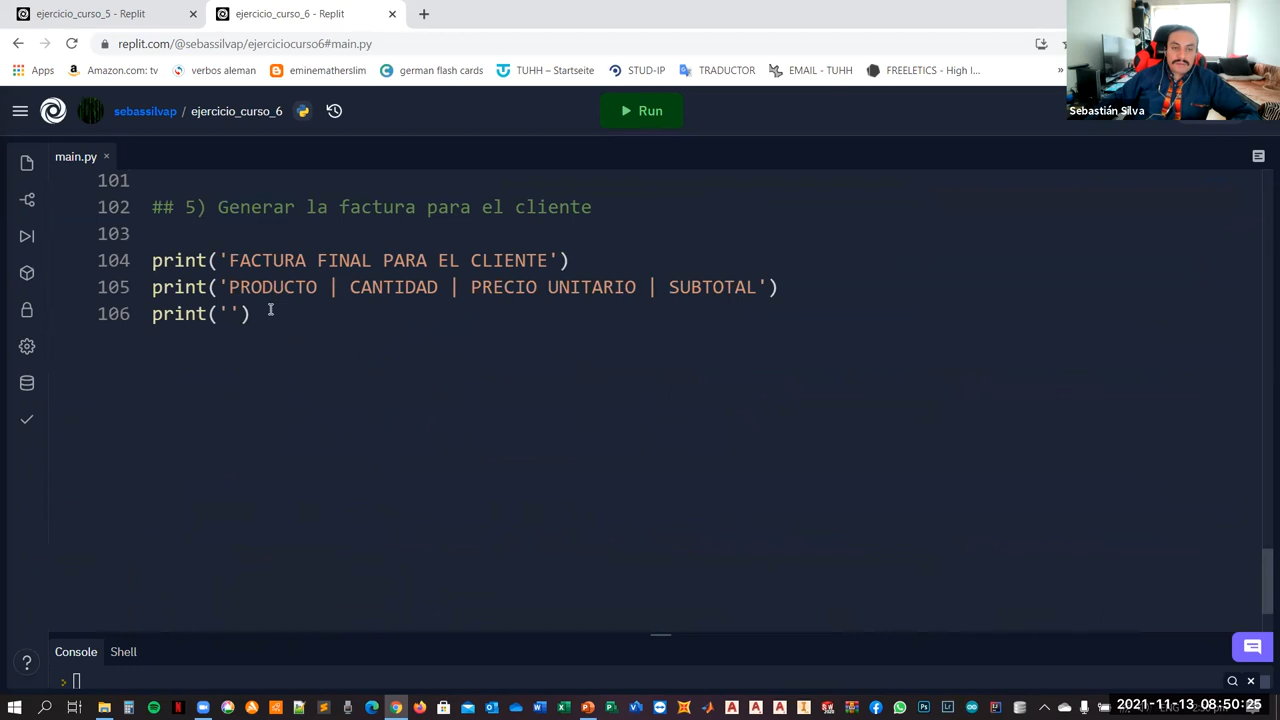 ejercicio_curso_5 - Replit
ejercicio_curso_6 - Replit
replit.com/@sebassilvap/ejerciciocurso6#main.py
Apps
Amazon.com: tv
verbos aleman
eminematherslim
german flash card
TUHH – Startseite
STUD-IP
TRADUCTOR
EMAIL - TUHH
FREELETICS - High I...
Sebastián Silva
sebassilvap / ejercicio_curso_6
Run
main.py
101
102 ## 5) Generar la factura para el cliente
103
104 print('FACTURA FINAL PARA EL CLIENTE')
105 print('PRODUCTO | CANTIDAD | PRECIO UNITARIO | SUBTOTAL')
106 print('')
Console
Shell
2021-11-13 08:50:25